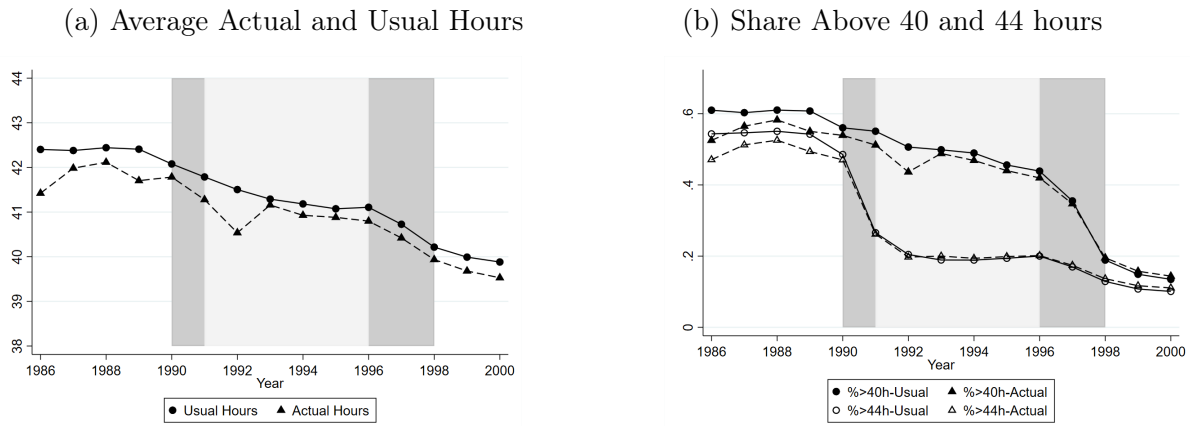 (a) Average Actual and Usual Hours
44
43
42
41
40
39
38
1986 1988 1990 1992 1994 1996 1998 2000
Year
Usual Hours Actual Hours
(b) Share Above 40 and 44 hours
.6
.4
.2
0
1986 1988 1990 1992 1994 1996 1998 2000
Year
%>40h-Usual %>40h-Actual
%>44h-Usual %>44h-Actual